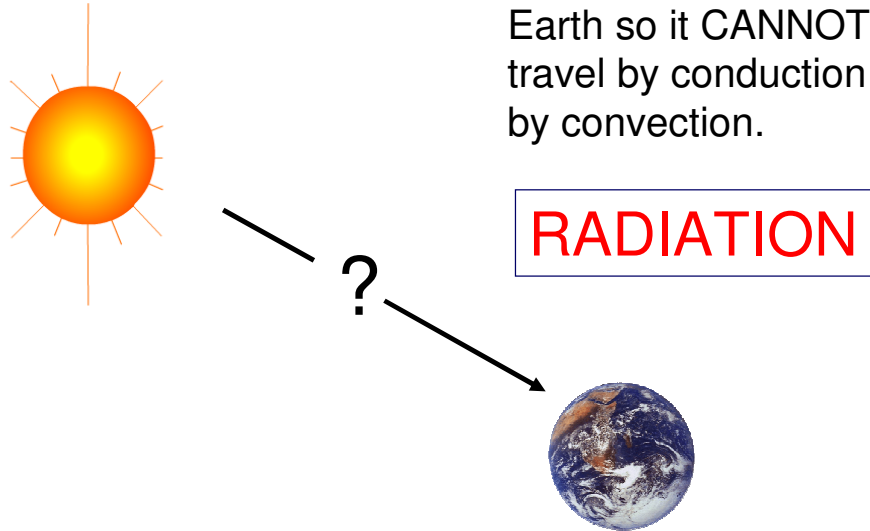 Earth so it CANNOT
travel by conduction
by convection.
RADIATION
?